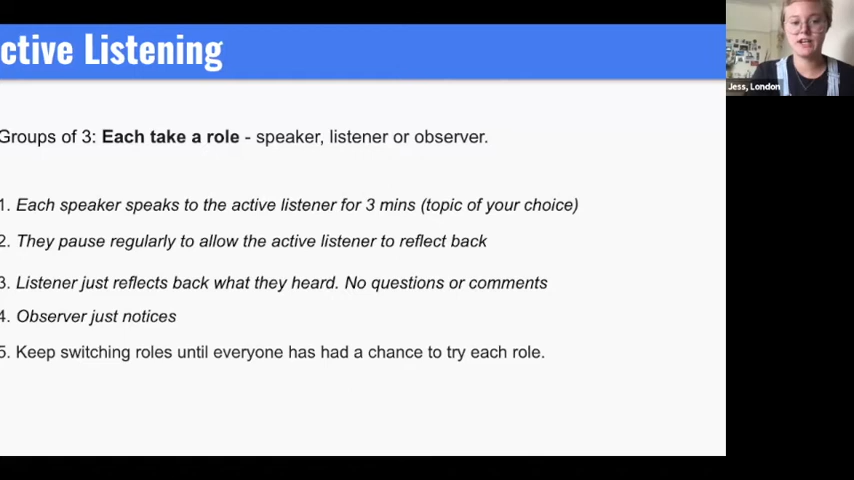 ctive Listening
Groups of 3: Each take a role - speaker, listener or observer.
1. Each speaker speaks to the active listener for 3 mins (topic of your choice)
2. They pause regularly to allow the active listener to reflect back
3. Listener just reflects back what they heard. No questions or comments
4. Observer just notices
5. Keep switching roles until everyone has had a chance to try each role.
Jess, London